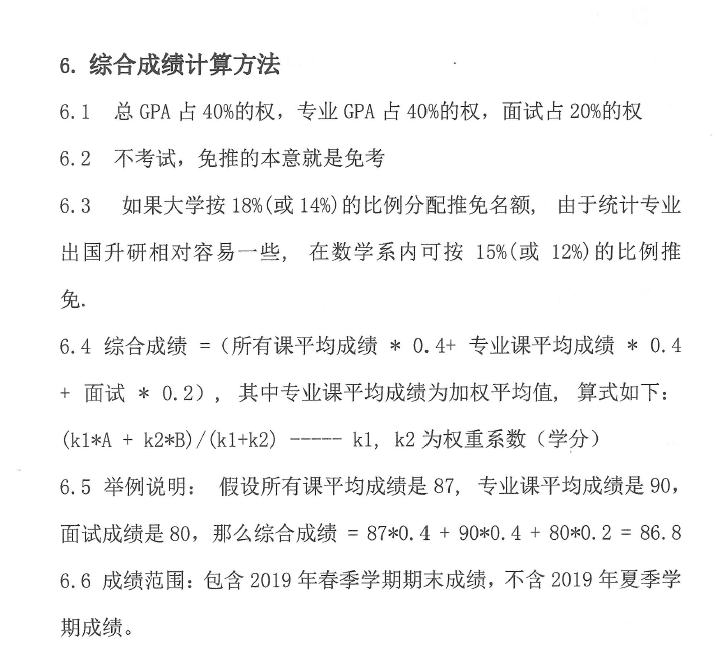 6. 综合成绩计算方法
6.1 总 GPA 占 40%的权，专业 GPA 占 40%的权，面试占 20%的权
6.2 不考试，免推的本意就是免考
6.3 如果大学按 18%(或 14%)的比例分配推免名额, 由于统计专业
出国升研相对容易一些, 在数学系内可按 15%(或 12%)的比例推
免.
6.4 综合成绩 =（所有课平均成绩 * 0.4+ 专业课平均成绩 * 0.4
+ 面试 * 0.2）, 其中专业课平均成绩为加权平均值, 算式如下:
(k1*A + k2*B)/(k1+k2) ----- k1, k2 为权重系数（学分）
6.5 举例说明: 假设所有课平均成绩是 87, 专业课平均成绩是 90,
面试成绩是 80, 那么综合成绩 = 87*0.4 + 90*0.4 + 80*0.2 = 86.8
6.6 成绩范围: 包含 2019 年春季学期期末成绩, 不含 2019 年夏季学
期成绩。